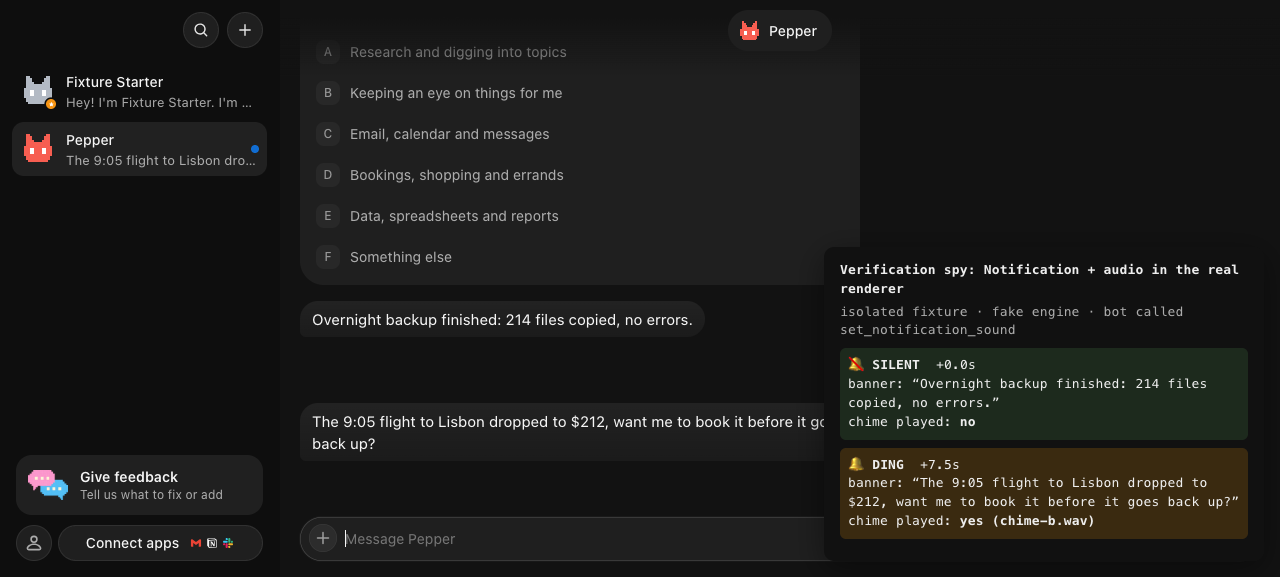 Fixture Starter
Hey! I'm Fixture Starter. I'm ...
Pepper
The 9:05 flight to Lisbon dro...
Give feedback
Tell us what to fix or add
Connect apps
Pepper
A Research and digging into topics
B Keeping an eye on things for me
C Email, calendar and messages
D Bookings, shopping and errands
E Data, spreadsheets and reports
F Something else
Overnight backup finished: 214 files copied, no errors.
The 9:05 flight to Lisbon dropped to $212, want me to book it before it go
back up?
Message Pepper
Verification spy: Notification + audio in the real
renderer
isolated fixture · fake engine · bot called
set_notification_sound
SILENT +0.0s
banner: “Overnight backup finished: 214 files
copied, no errors.”
chime played: no
DING +7.5s
banner: “The 9:05 flight to Lisbon dropped to
$212, want me to book it before it goes back up?”
chime played: yes (chime-b.wav)